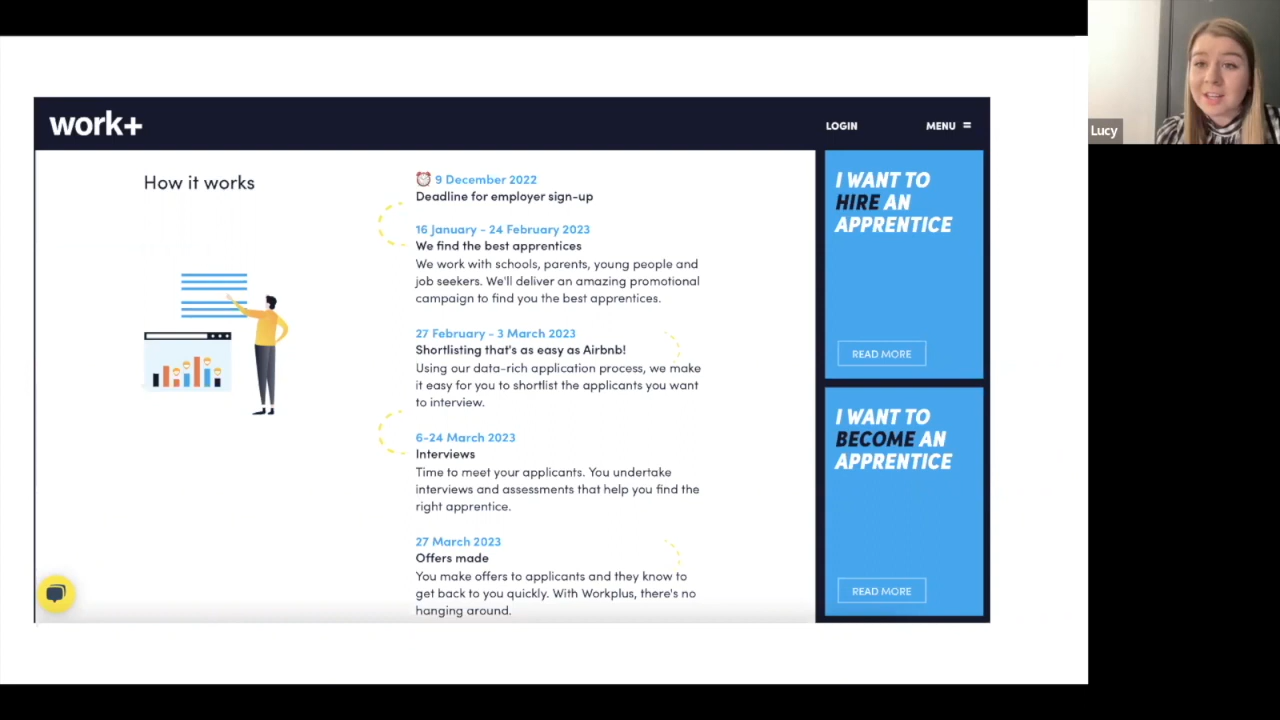 work+
LOGIN
MENU
How it works
9 December 2022
Deadline for employer sign-up
16 January - 24 February 2023
We find the best apprentices
We work with schools, parents, young people and
job seekers. We'll deliver an amazing promotional
campaign to find you the best apprentices.
27 February - 3 March 2023
Shortlisting that's as easy as Airbnb!
Using our data-rich application process, we make
it easy for you to shortlist the applicants you want
to interview.
6-24 March 2023
Interviews
Time to meet your applicants. You undertake
interviews and assessments that help you find the
right apprentice.
27 March 2023
Offers made
You make offers to applicants and they know to
get back to you quickly. With Workplus, there's no
hanging around.
I WANT TO
HIRE AN
APPRENTICE
READ MORE
I WANT TO
BECOME AN
APPRENTICE
READ MORE
Lucy